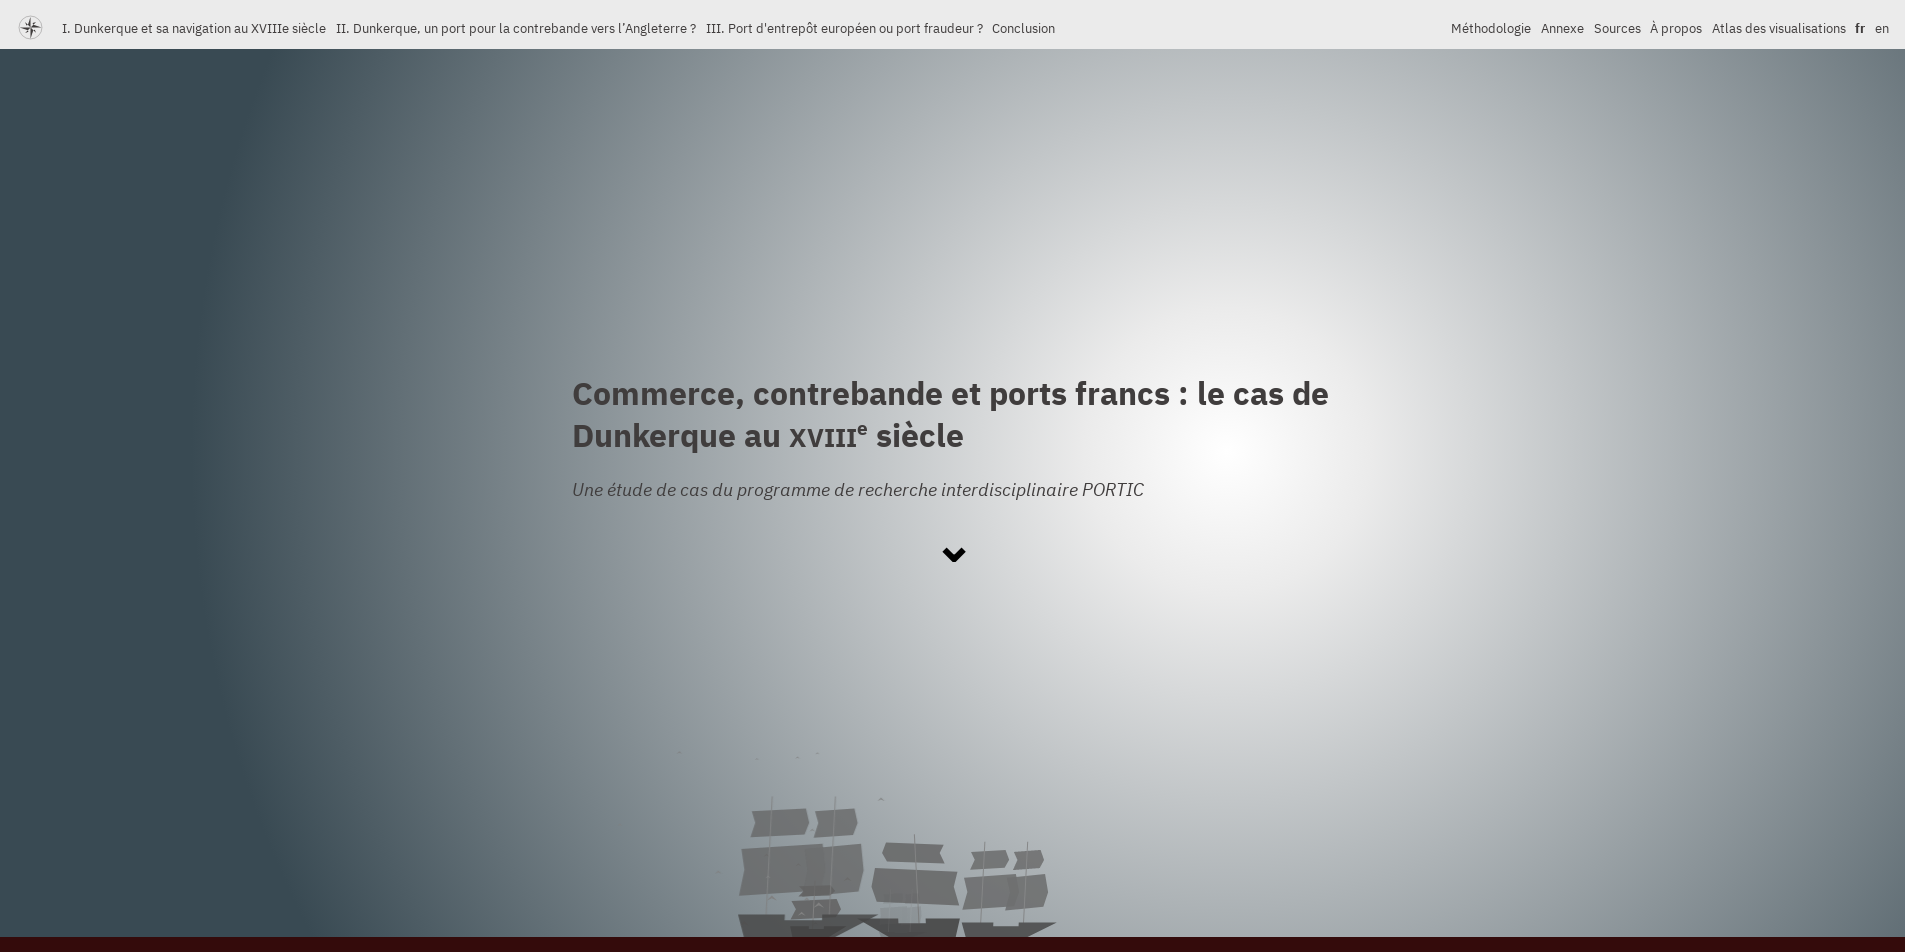 I. Dunkerque et sa navigation au XVIIIe siècle II. Dunkerque, un port pour la contrebande vers l’Angleterre ? III. Port d'entrepôt européen ou port fraudeur ? Conclusion Méthodologie Annexe Sources À propos Atlas des visualisations fr en
Commerce, contrebande et ports francs : le cas de
Dunkerque au XVIIIe siècle
Une étude de cas du programme de recherche interdisciplinaire PORTIC